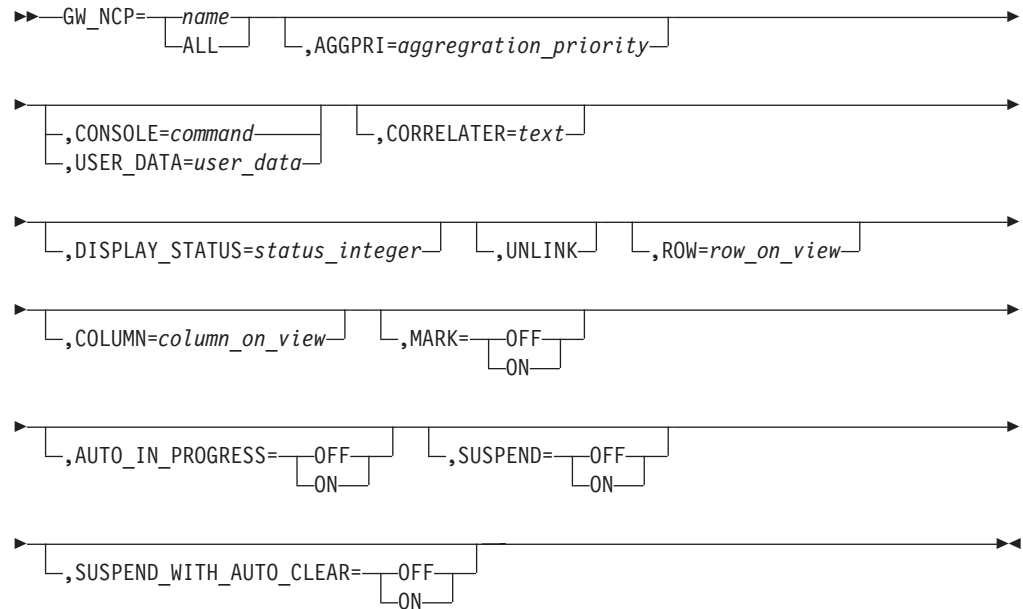 GW_NCP= name
ALL ,AGGPRI=aggregration_priority
,CONSOLE=command ,CORRELATER=text
,USER_DATA=user_data
,DISPLAY_STATUS=status_integer ,UNLINK ,ROW=row_on_view
,COLUMN=column_on_view ,MARK= OFF
ON
,AUTO_IN_PROGRESS= OFF ,SUSPEND= OFF
ON ON
,SUSPEND_WITH_AUTO_CLEAR= OFF
ON